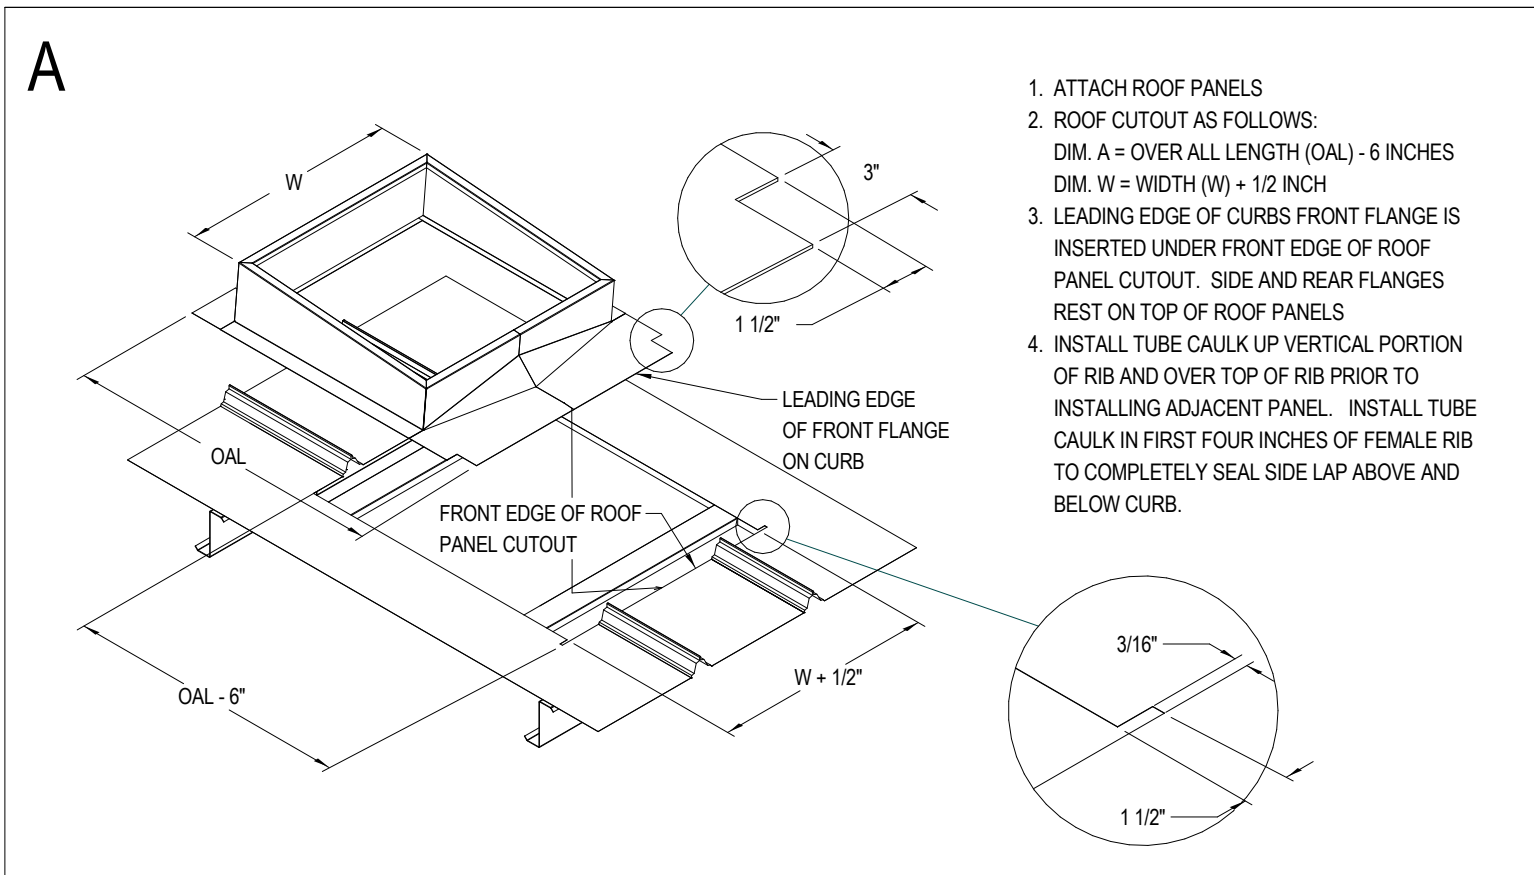 A
1. ATTACH ROOF PANELS
2. ROOF CUTOUT AS FOLLOWS:
DIM. A = OVER ALL LENGTH (OAL) - 6 INCHES
DIM. W = WIDTH (W) + 1/2 INCH
3. LEADING EDGE OF CURBS FRONT FLANGE IS
INSERTED UNDER FRONT EDGE OF ROOF
PANEL CUTOUT. SIDE AND REAR FLANGES
REST ON TOP OF ROOF PANELS
4. INSTALL TUBE CAULK UP VERTICAL PORTION
OF RIB AND OVER TOP OF RIB PRIOR TO
INSTALLING ADJACENT PANEL. INSTALL TUBE
CAULK IN FIRST FOUR INCHES OF FEMALE RIB
TO COMPLETELY SEAL SIDE LAP ABOVE AND
BELOW CURB.
W
3"
1 1/2"
LEADING EDGE
OF FRONT FLANGE
ON CURB
OAL
FRONT EDGE OF ROOF
PANEL CUTOUT
OAL - 6"
W + 1/2"
3/16"
1 1/2"